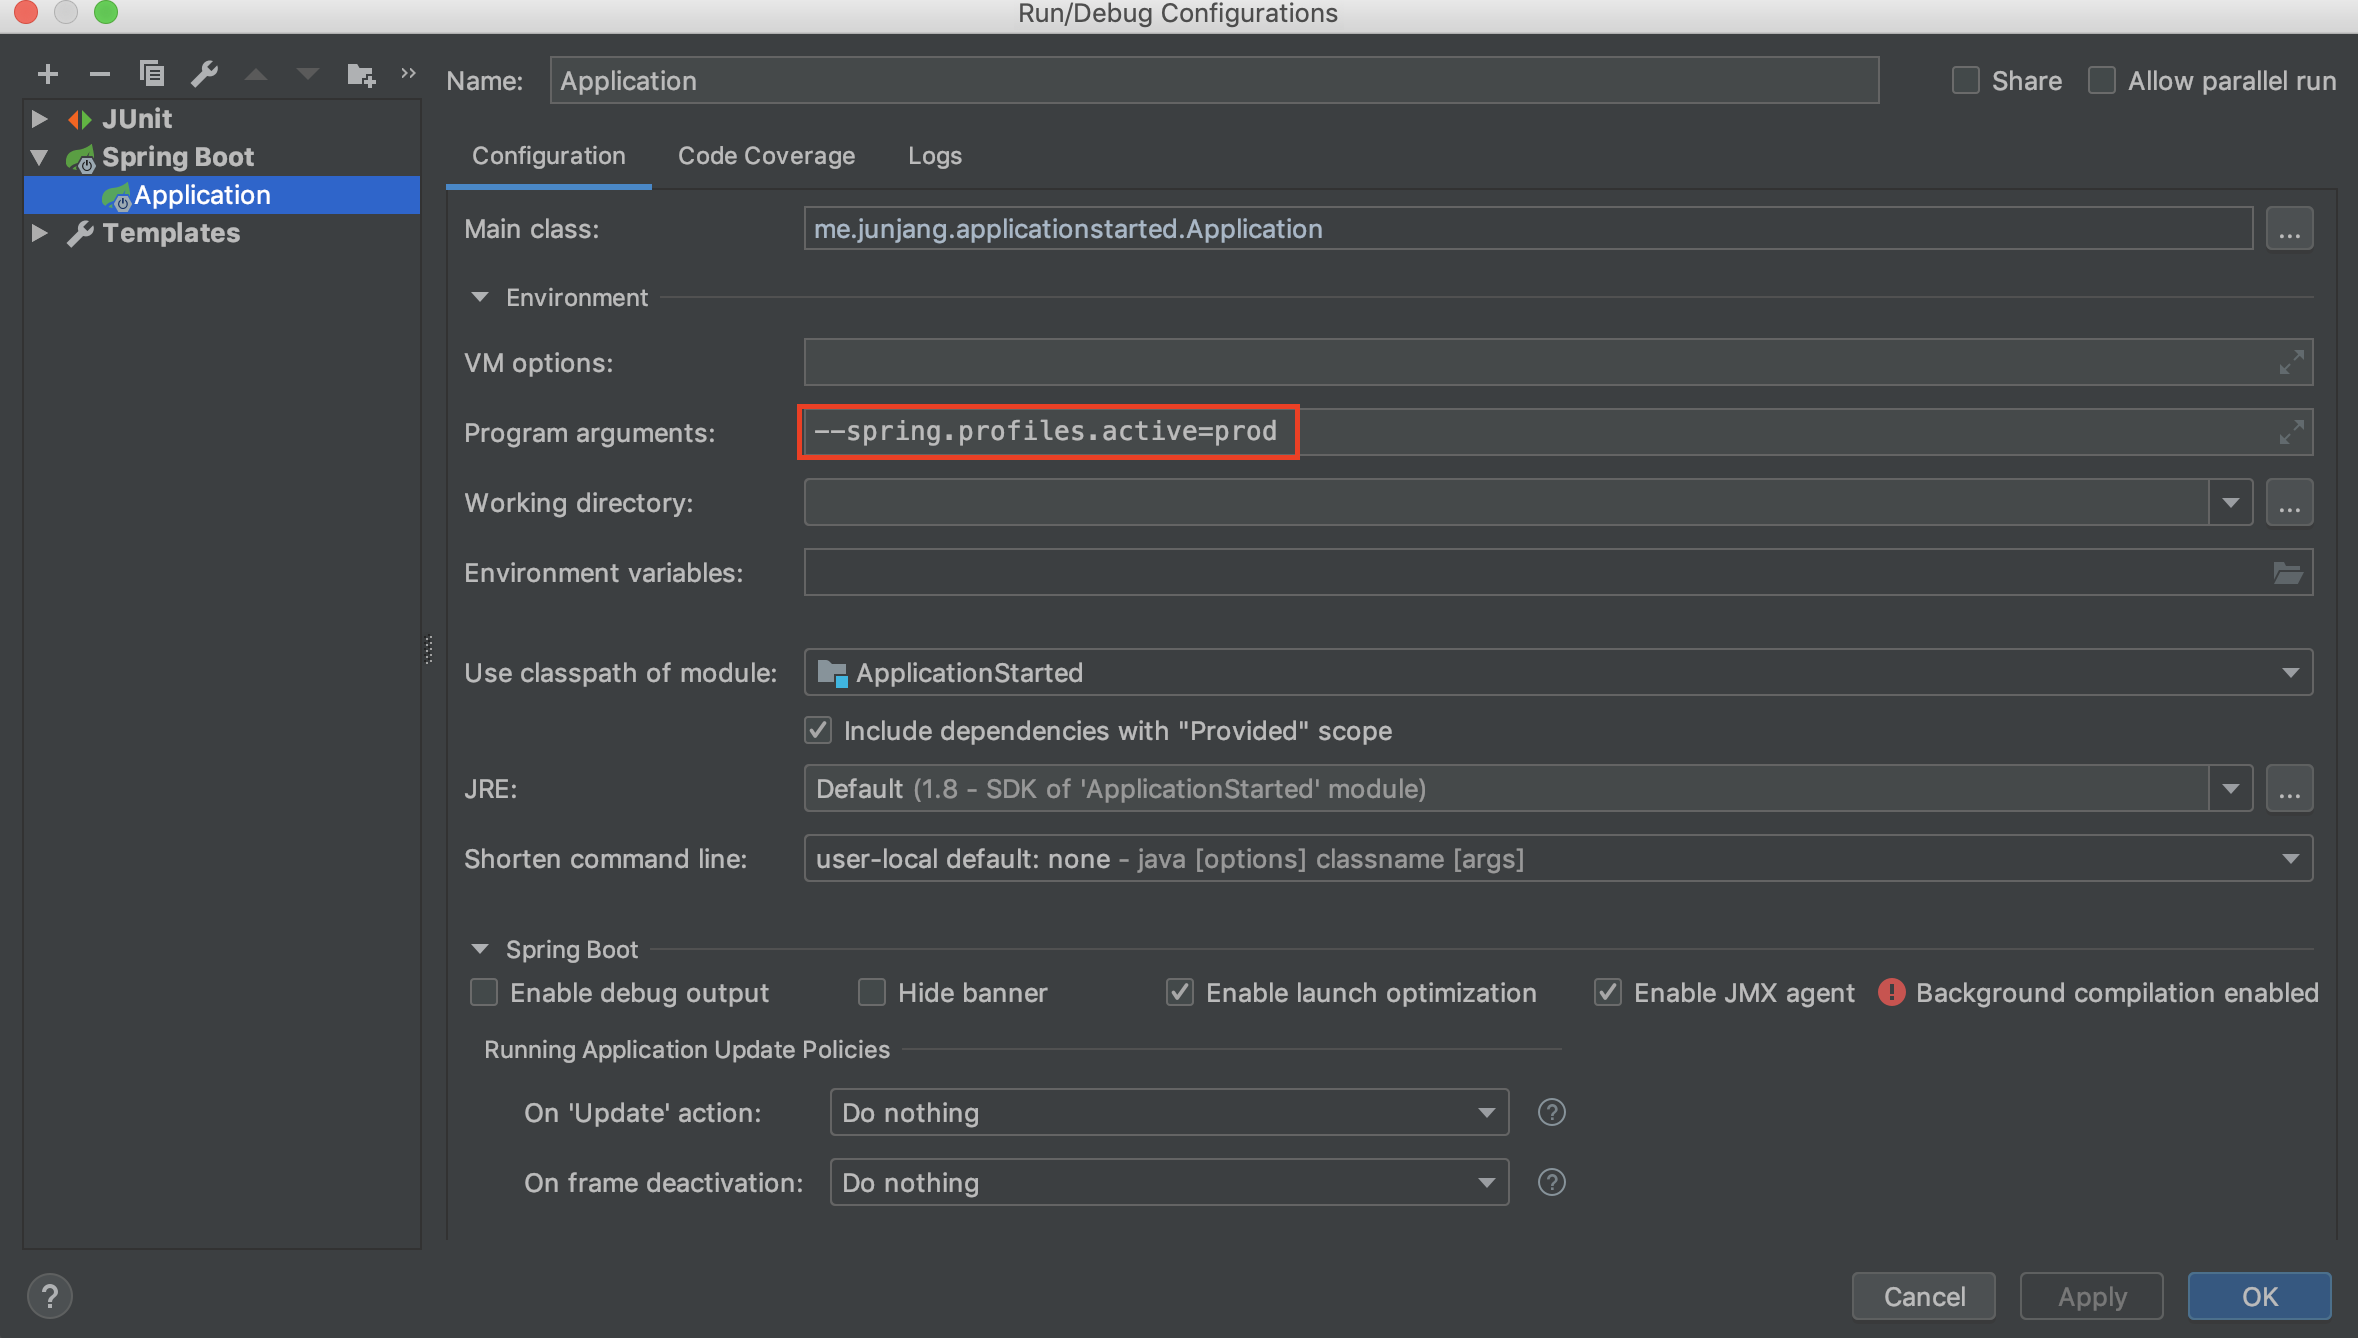 Run/Debug Configurations
Name: Application Share Allow parallel run
JUnit
Spring Boot
Application
Templates
Configuration Code Coverage Logs
Main class: me.junjang.applicationstarted.Application ...
Environment
VM options:
Program arguments: --spring.profiles.active=prod
Working directory: ...
Environment variables:
Use classpath of module: ApplicationStarted
Include dependencies with "Provided" scope
JRE: Default (1.8 - SDK of 'ApplicationStarted' module) ...
Shorten command line: user-local default: none - java [options] classname [args]
Spring Boot
Enable debug output Hide banner Enable launch optimization Enable JMX agent Background compilation enabled
Running Application Update Policies
On 'Update' action: Do nothing ?
On frame deactivation: Do nothing ?
? Cancel Apply OK